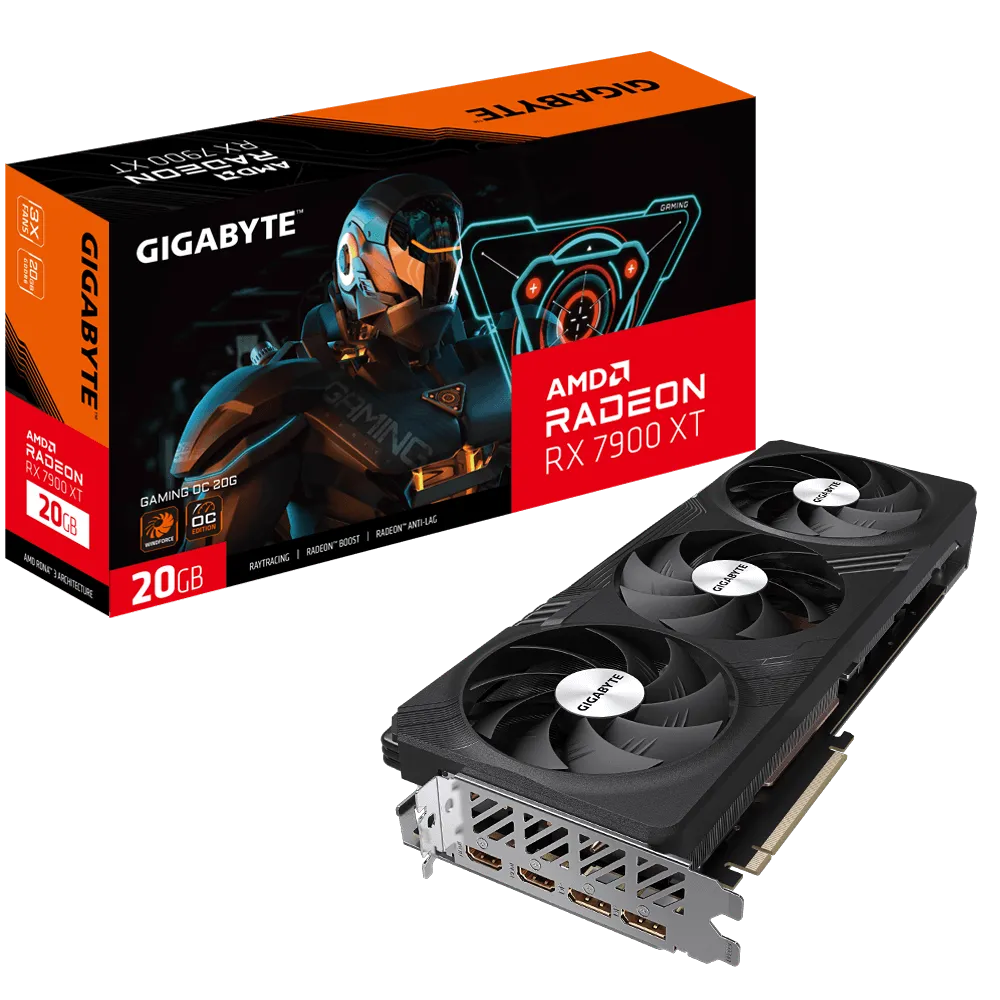 GIGABYTE
AMD
RADEON
RX 7900 XT
3X
FANS
20GB
GDDR6
GIGABYTE
AMD
RADEON
RX 7900 XT
20GB
AMD RDNA™ 3 ARCHITECTURE
GIGABYTE™
GAMING
GAMING
AMD
RADEON
RX 7900 XT
GAMING OC 20G
WINDFORCE
OC
EDITION
RAYTRACING | RADEON™ BOOST | RADEON™ ANTI-LAG
20GB
GIGABYTE
GIGABYTE
GIGABYTE